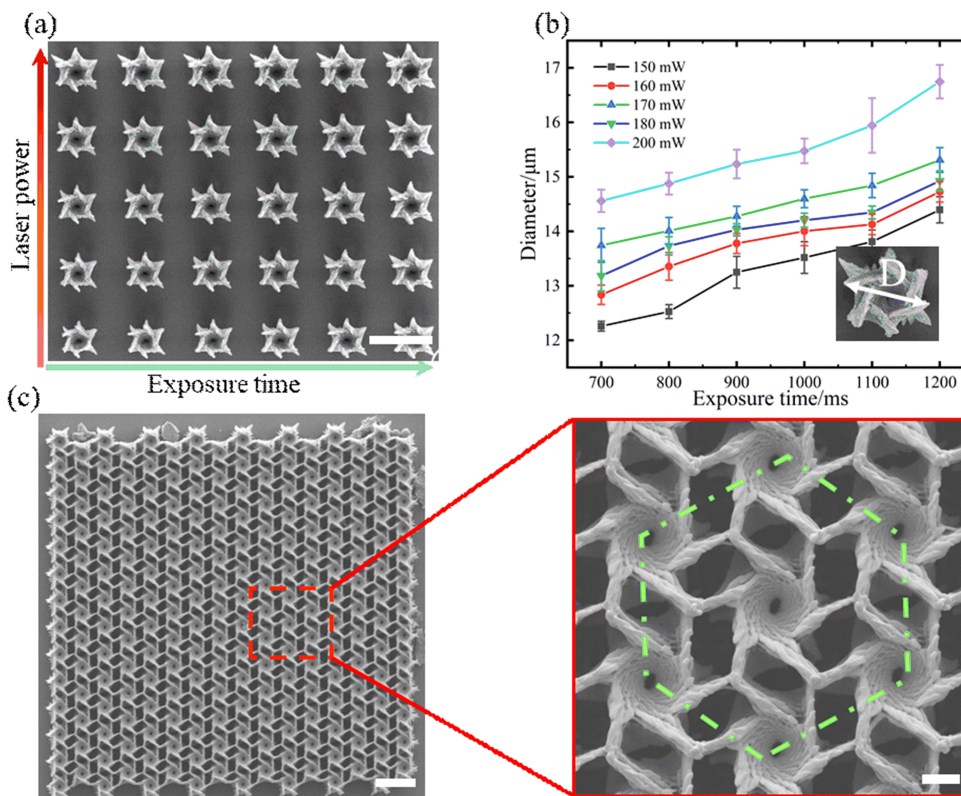 (a)
Laser power
Exposure time
(b)
17
16
15
14
13
12
Diameter/μm
150 mW
160 mW
170 mW
180 mW
200 mW
D
700 800 900 1000 1100 1200
Exposure time/ms
(c)